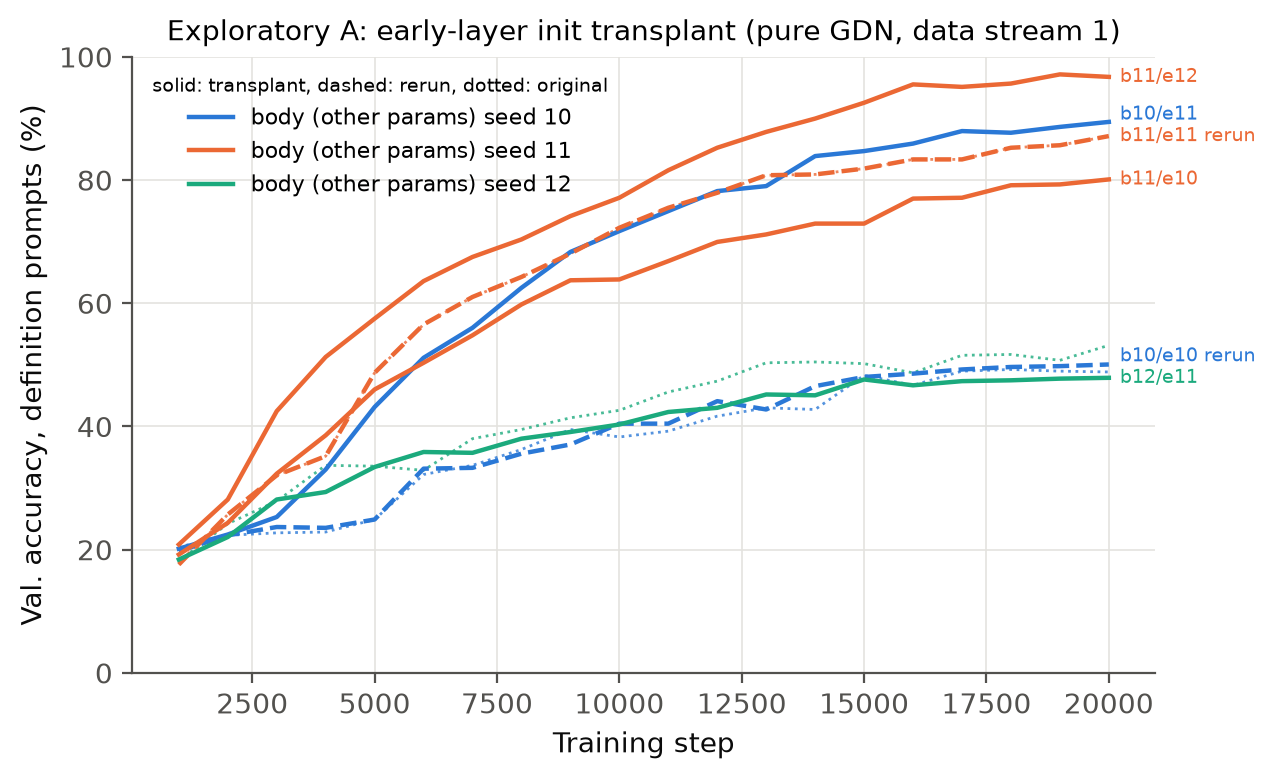 Exploratory A: early-layer init transplant (pure GDN, data stream 1)
Val. accuracy, definition prompts (%)
100
80
60
40
20
0
solid: transplant, dashed: rerun, dotted: original
body (other params) seed 10
body (other params) seed 11
body (other params) seed 12
b11/e12
b10/e11
b11/e11 rerun
b11/e10
b10/e10 rerun
b12/e11
2500 5000 7500 10000 12500 15000 17500 20000
Training step